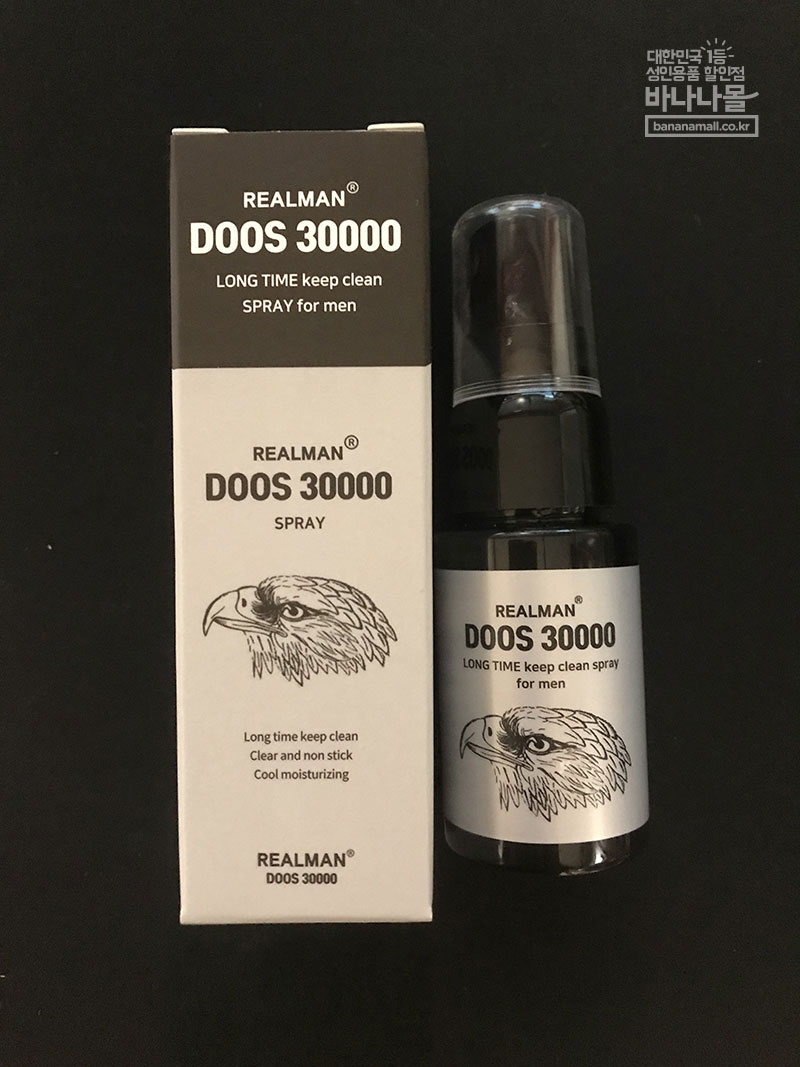 대한민국 1등
성인용품 할인점
바나나몰
bananamall.co.kr
REALMAN®
DOOS 30000
LONG TIME keep clean
SPRAY for men
REALMAN®
DOOS 30000
SPRAY
Long time keep clean
Clear and non stick
Cool moisturizing
REALMAN®
DOOS 30000
REALMAN®
DOOS 30000
LONG TIME keep clean spray
for men